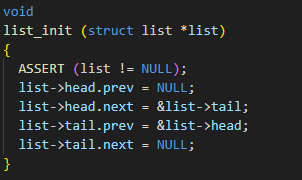 void
list_init (struct list *list)
{
  ASSERT (list != NULL);
  list->head.prev = NULL;
  list->head.next = &list->tail;
  list->tail.prev = &list->head;
  list->tail.next = NULL;
}